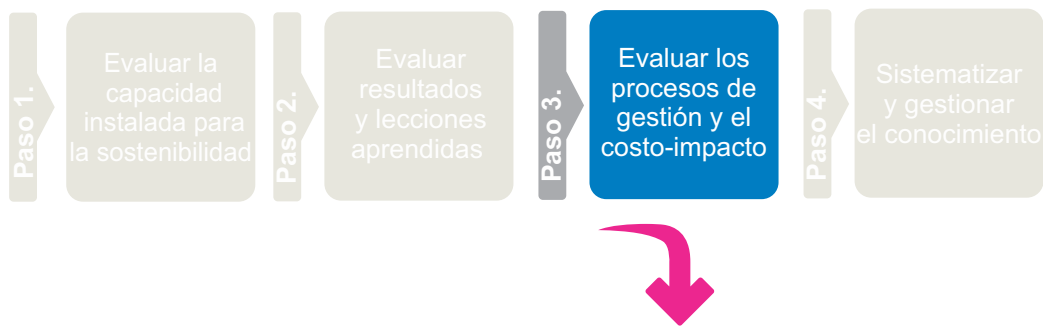 Paso 1.
Evaluar la
capacidad
instalada para
la sostenibilidad
Paso 2.
Evaluar
resultados
y lecciones
aprendidas
Paso 3.
Evaluar los
procesos de
gestión y el
costo-impacto
Paso 4.
Sistematizar
y gestionar
el conocimiento